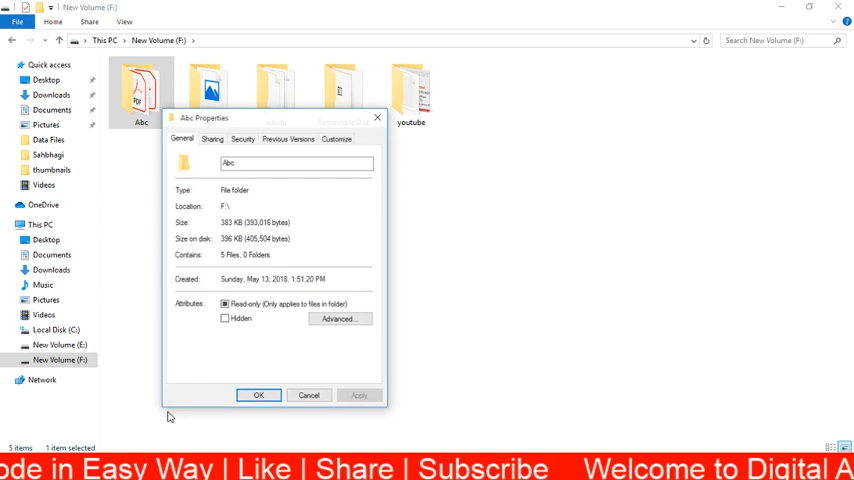 New Volume (F:)
File Home Share View
This PC New Volume (F:) Search New Volume (F:)
Quick access
Desktop
Downloads
Documents
Pictures
Data Files
Sahbhagi
thumbnails
Videos
OneDrive
This PC
Desktop
Documents
Downloads
Music
Pictures
Videos
Local Disk (C:)
New Volume (E:)
New Volume (F:)
Network
PDF
Abc
youtube
Abc Properties
General Sharing Security Previous Versions Customize
Abc
Type: File folder
Location: F:\
Size: 383 KB (393,016 bytes)
Size on disk: 396 KB (405,504 bytes)
Contains: 5 Files, 0 Folders
Created: Sunday, May 13, 2018, 1:51:20 PM
Attributes: Read-only (Only applies to files in folder)
Hidden Advanced...
OK Cancel Apply
5 items 1 item selected
ode in Easy Way | Like | Share | Subscribe Welcome to Digital A